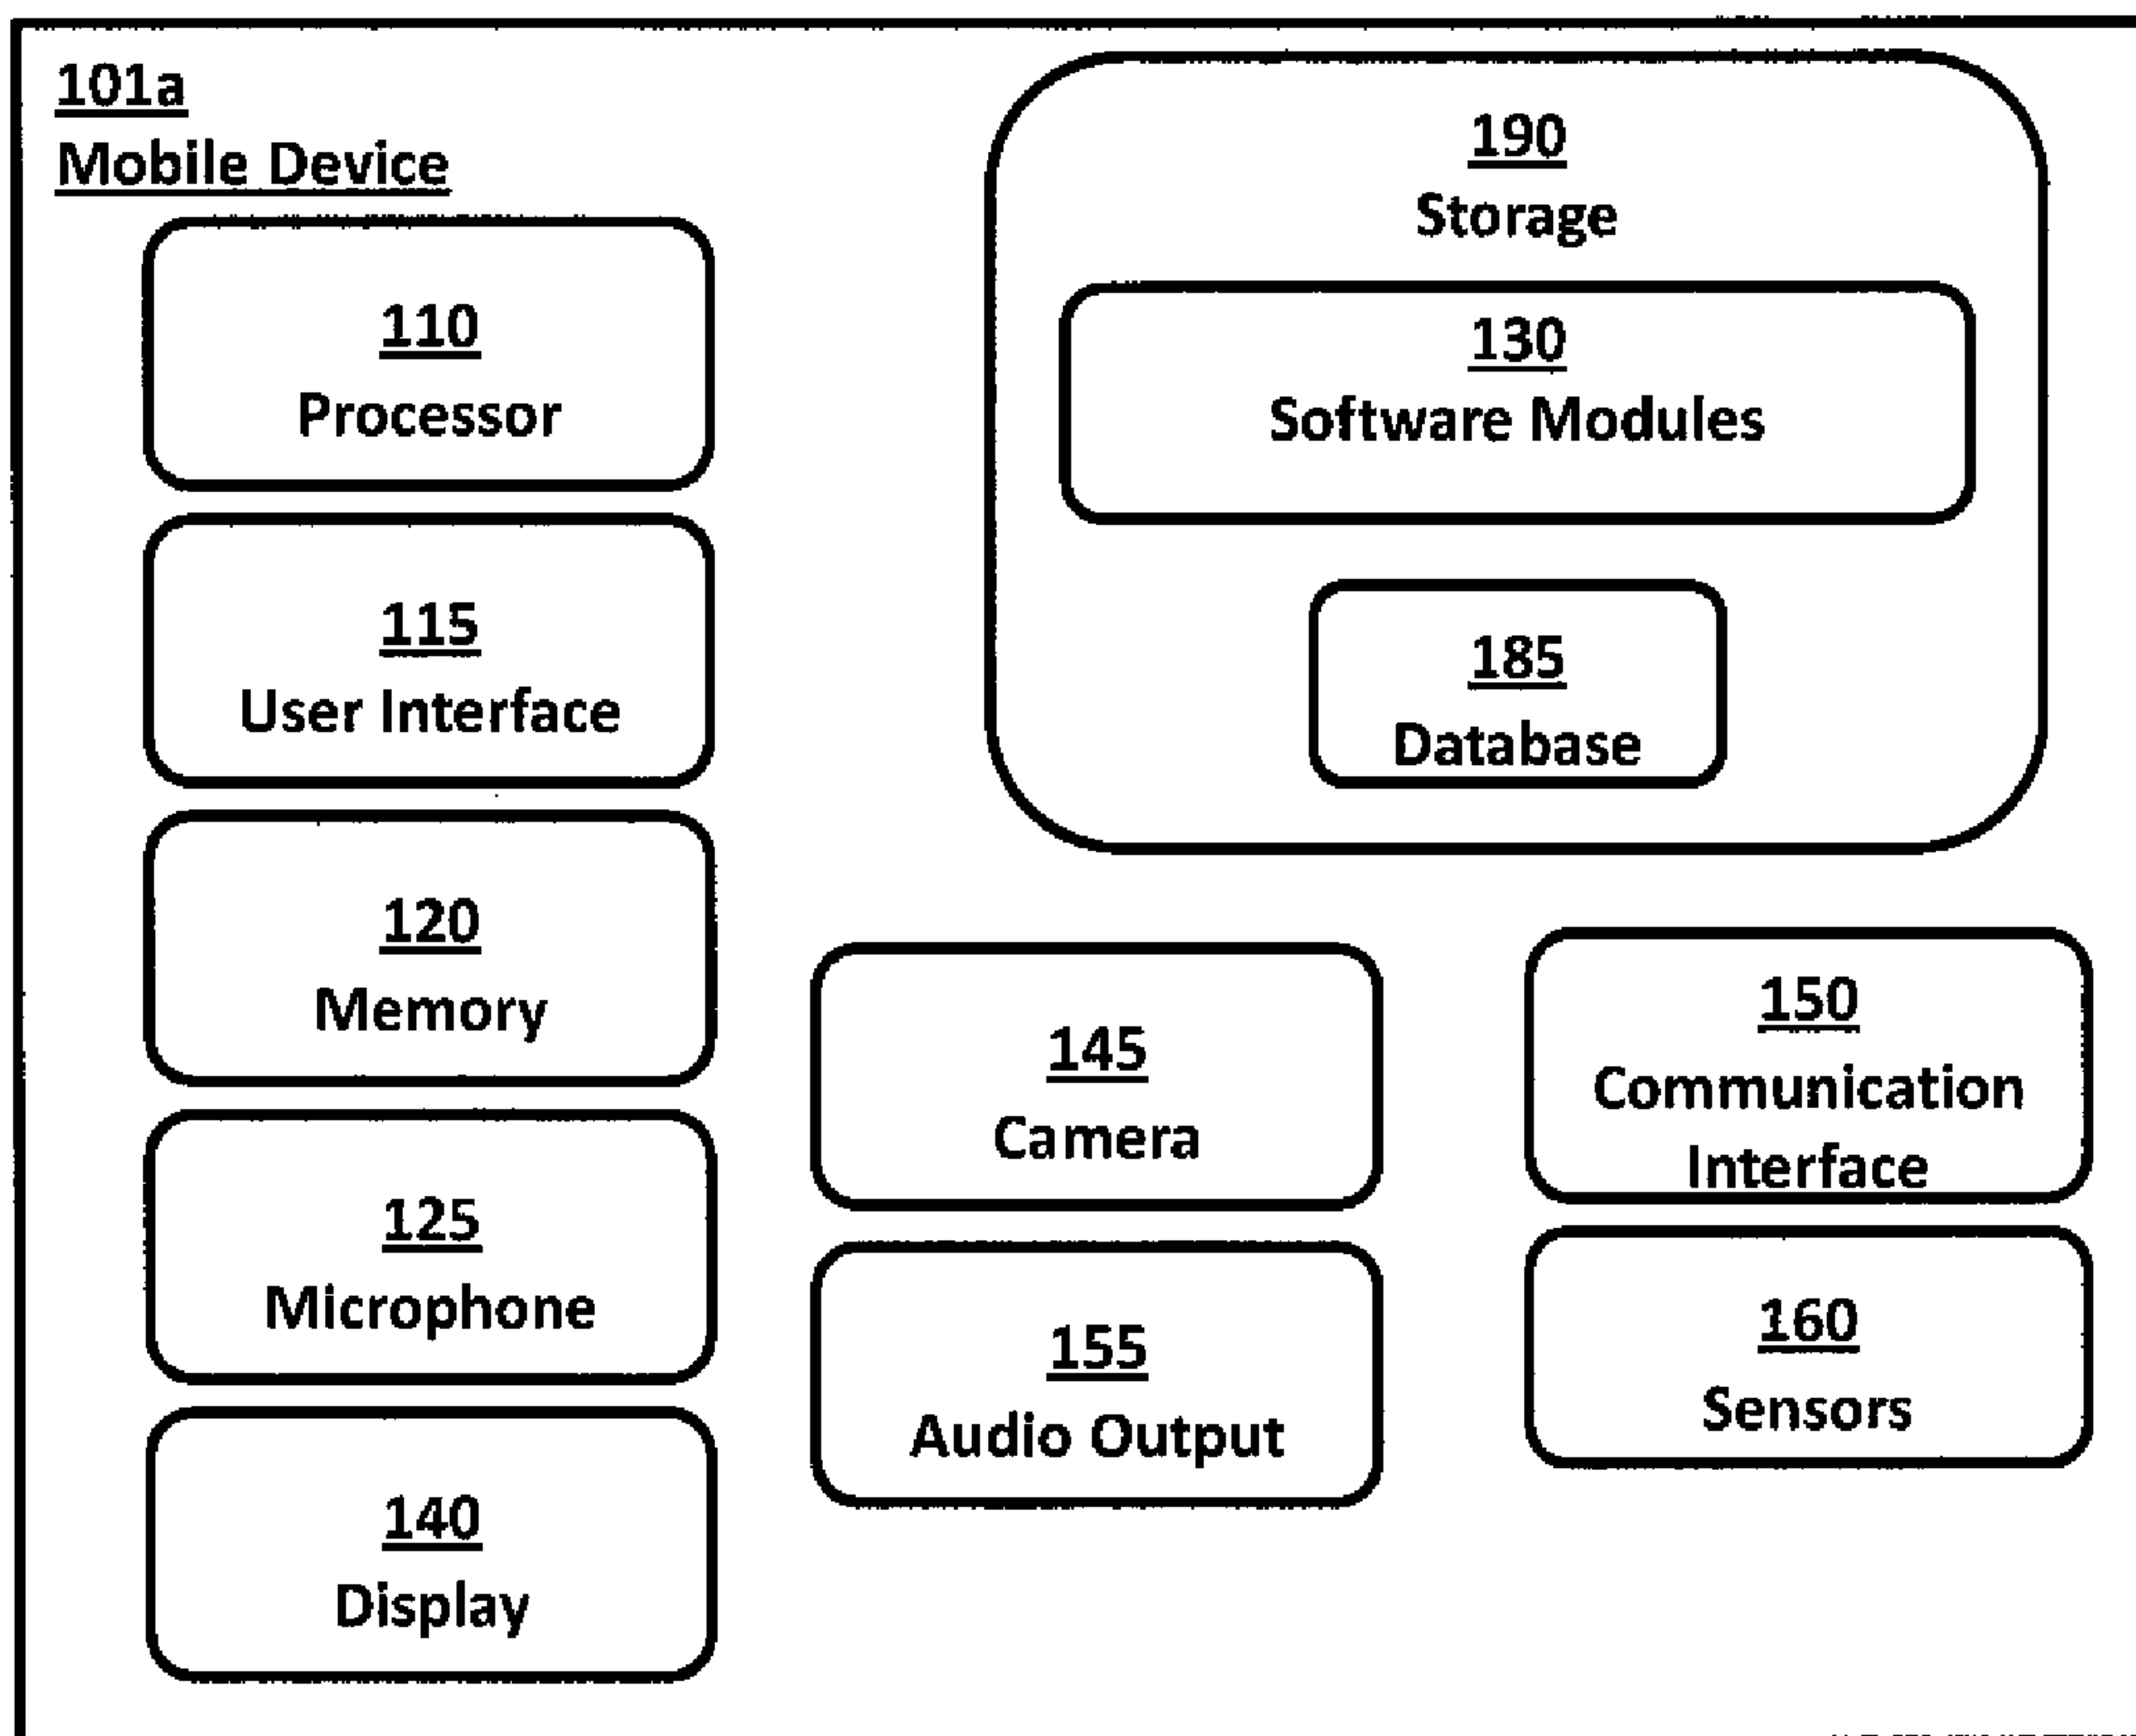 101a
Mobile Device
110
Processor
115
User Interface
120
Memory
125
Microphone
140
Display
190
Storage
130
Software Modules
185
Database
145
Camera
155
Audio Output
150
Communication
Interface
160
Sensors